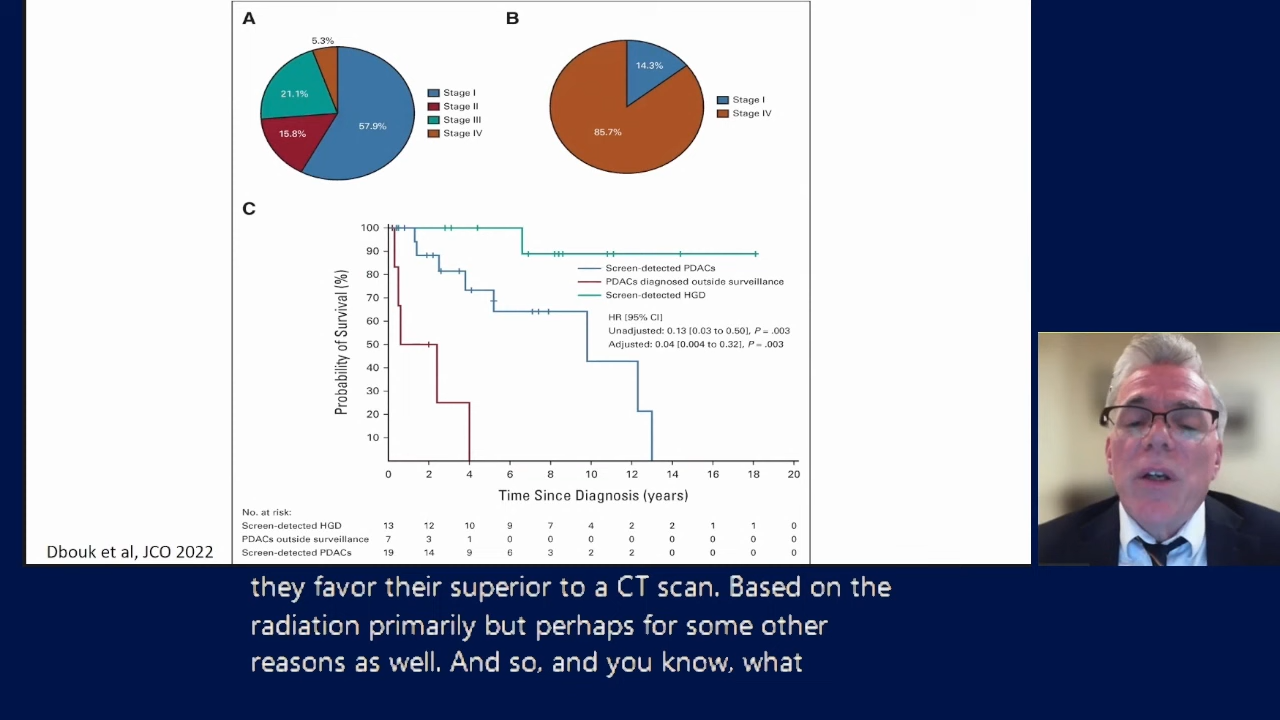 A
B
5.3%
21.1%
15.8%
57.9%
Stage I
Stage II
Stage III
Stage IV
14.3%
85.7%
Stage I
Stage IV
C
Probability of Survival (%)
100
90
80
70
60
50
40
30
20
10
Screen-detected PDACs
PDACs diagnosed outside surveillance
Screen-detected HGD
HR [95% CI]
Unadjusted: 0.13 [0.03 to 0.50], P = .003
Adjusted: 0.04 [0.004 to 0.32], P = .003
0 2 4 6 8 10 12 14 16 18 20
Time Since Diagnosis (years)
No. at risk:
Screen-detected HGD 13 12 10 9 7 4 2 2 1 1 0
PDACs outside surveillance 7 3 1 0 0 0 0 0 0 0 0
Screen-detected PDACs 19 14 9 6 3 2 2 0 0 0 0
Dbouk et al, JCO 2022
they favor their superior to a CT scan. Based on the
radiation primarily but perhaps for some other
reasons as well. And so, and you know, what